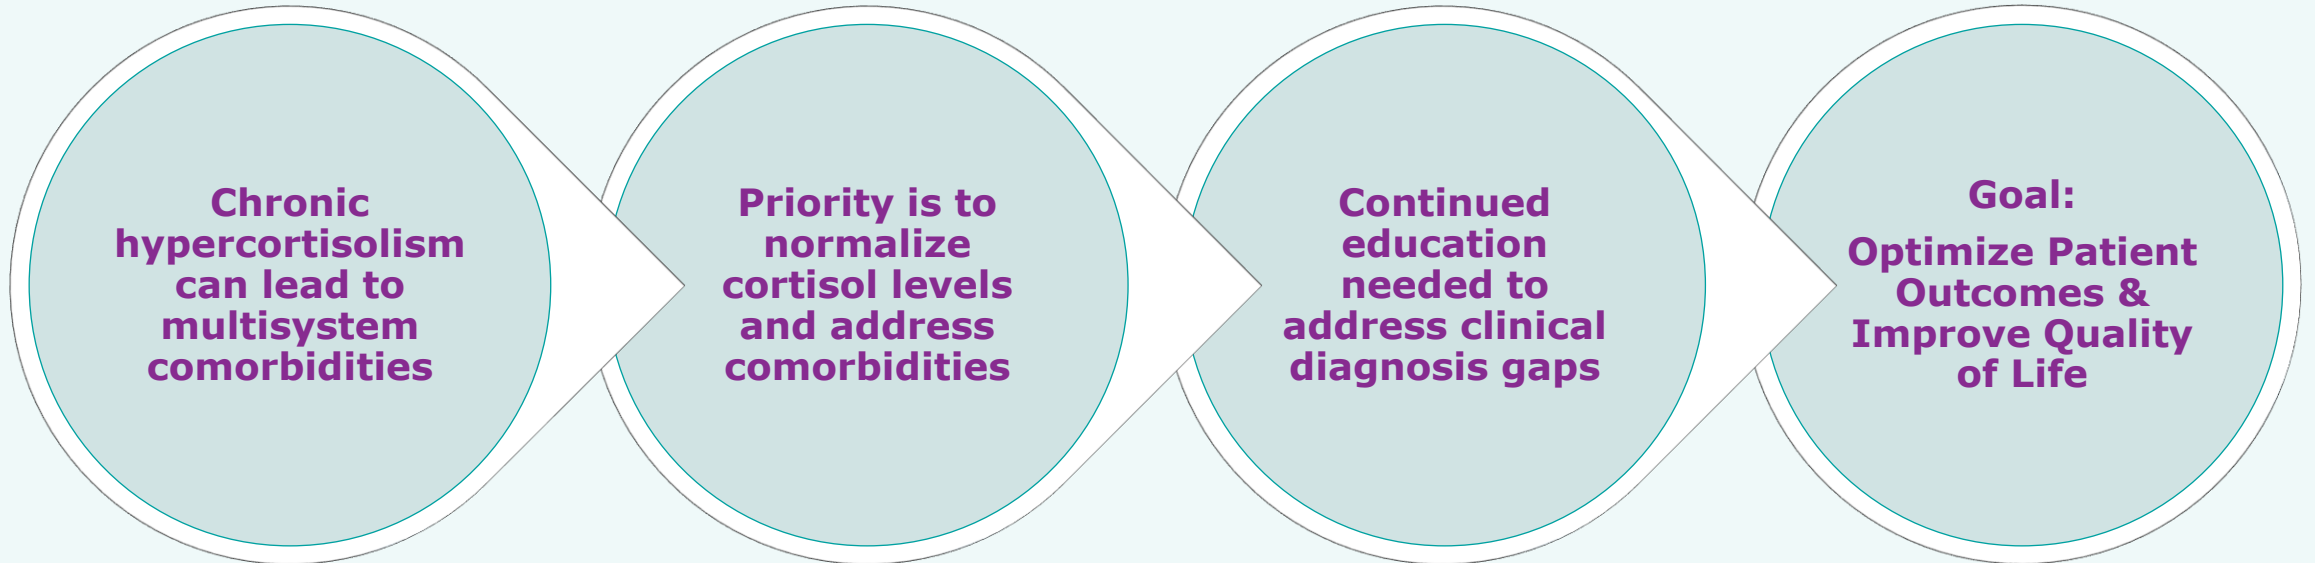 Chronic
hypercortisolism
can lead to
multisystem
comorbidities
Priority is to
normalize
cortisol levels
and address
comorbidities
Continued
education
needed to
address clinical
diagnosis gaps
Goal:
Optimize Patient
Outcomes &
Improve Quality
of Life